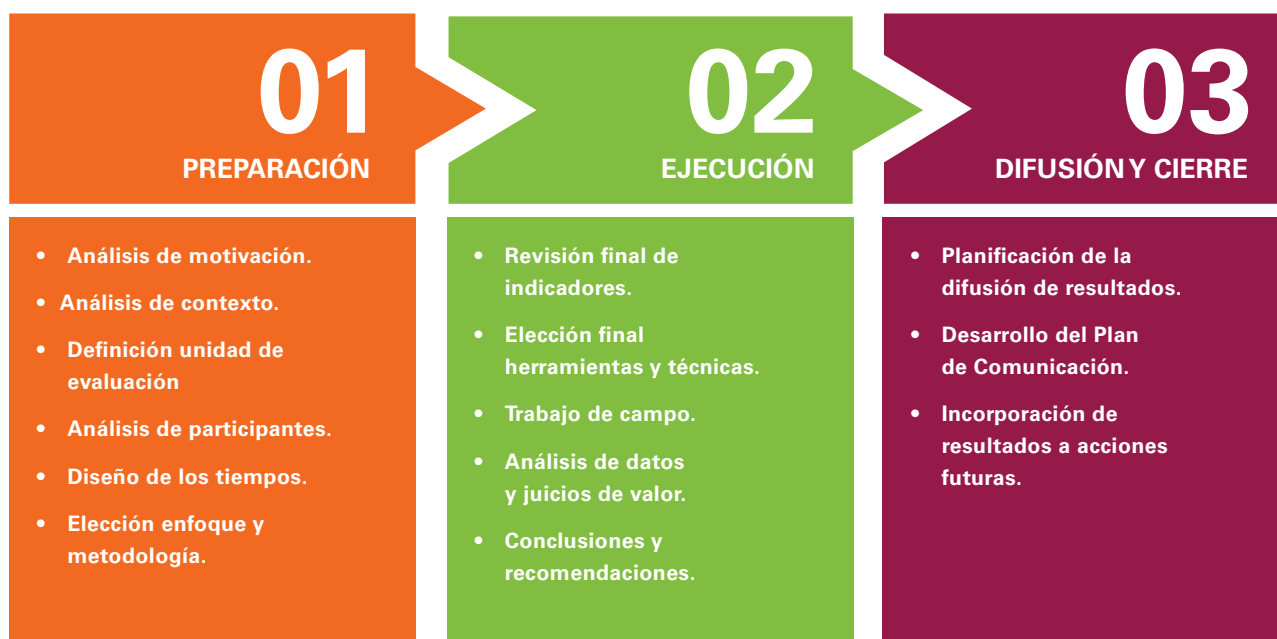 01
PREPARACIÓN
• Análisis de motivación.
• Análisis de contexto.
• Definición unidad de
evaluación
• Análisis de participantes.
• Diseño de los tiempos.
• Elección enfoque y
metodología.
02
EJECUCIÓN
• Revisión final de
indicadores.
• Elección final
herramientas y técnicas.
• Trabajo de campo.
• Análisis de datos
y juicios de valor.
• Conclusiones y
recomendaciones.
03
DIFUSIÓN Y CIERRE
• Planificación de la
difusión de resultados.
• Desarrollo del Plan
de Comunicación.
• Incorporación de
resultados a acciones
futuras.